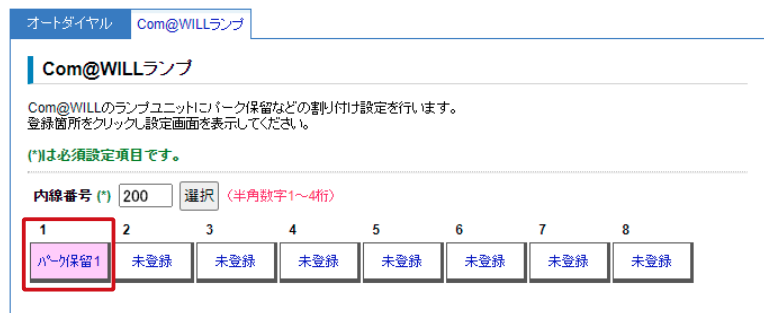 オートダイヤル Com@WILLランプ
Com@WILLランプ
Com@WILLのランプユニットにパーク保留などの割り付け設定を行います。
登録箇所をクリックし設定画面を表示してください。
(*)は必須設定項目です。
内線番号 (*) 200 選択 (半角数字1～4桁)
1 2 3 4 5 6 7 8
パーク保留1 未登録 未登録 未登録 未登録 未登録 未登録 未登録